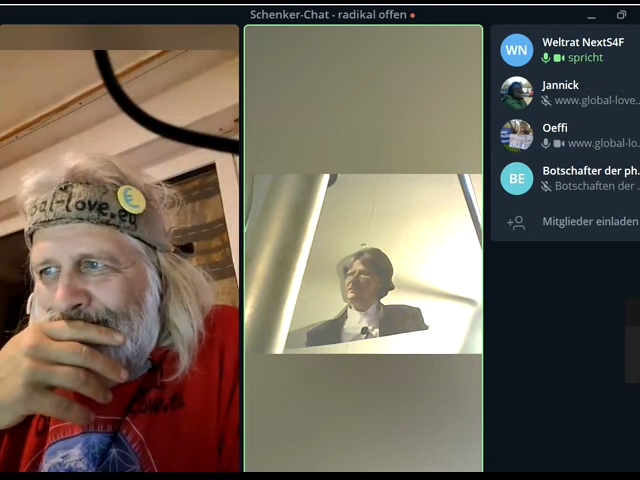 Schenker-Chat - radikal offen
WN
Weltrat NextS4F
spricht
Jannick
www.global-love...
Oeffi
www.global-lo...
BE
Botschafter der ph...
Botschaften der ...
Mitglieder einladen
bal-love.eu
€